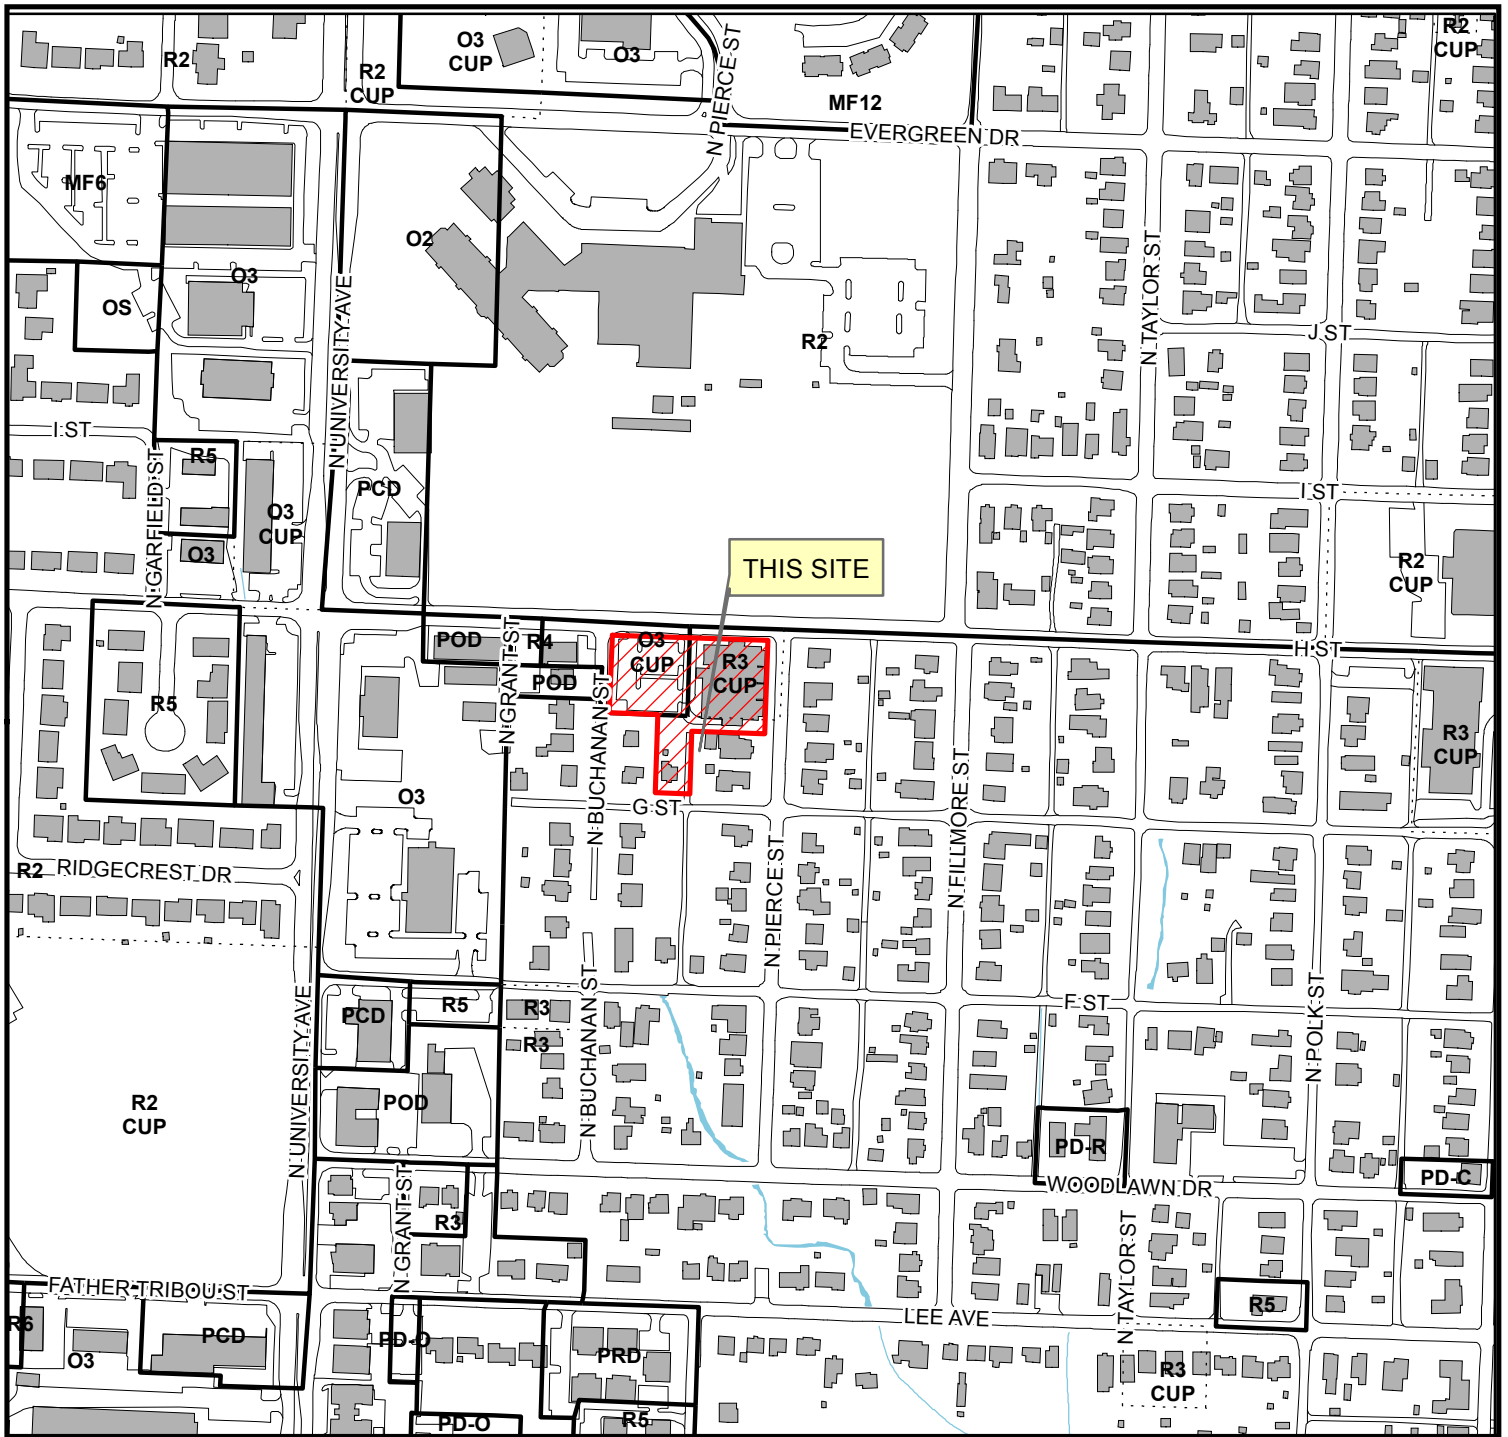 R2
CUP
O3
CUP
O3
R2
R2
CUP
N PIERCE ST
MF12
EVERGREEN DR
MF6
O2
N TAYLOR ST
O3
OS
N UNIVERSITY AVE
J ST
R2
I ST
R5
N GARFIELD ST
PCD
I ST
O3
CUP
O3
THIS SITE
R2
CUP
POD
N GRANT ST
R4
O3
CUP
R3
CUP
H ST
POD
R5
N BUCHANAN ST
R3
CUP
N FILLMORE ST
O3
G ST
N PIERCE ST
R2
RIDGECREST DR
N UNIVERSITY AVE
N BUCHANAN ST
F ST
N POLK ST
PCD
R5
R3
R3
R2
CUP
POD
PD-R
PD-C
WOODLAWN DR
N GRANT ST
R3
N TAYLOR ST
FATHER TRIBOU ST
R5
LEE AVE
R6
PCD
PD-O
O3
PRD
R3
CUP
PD-O
R5